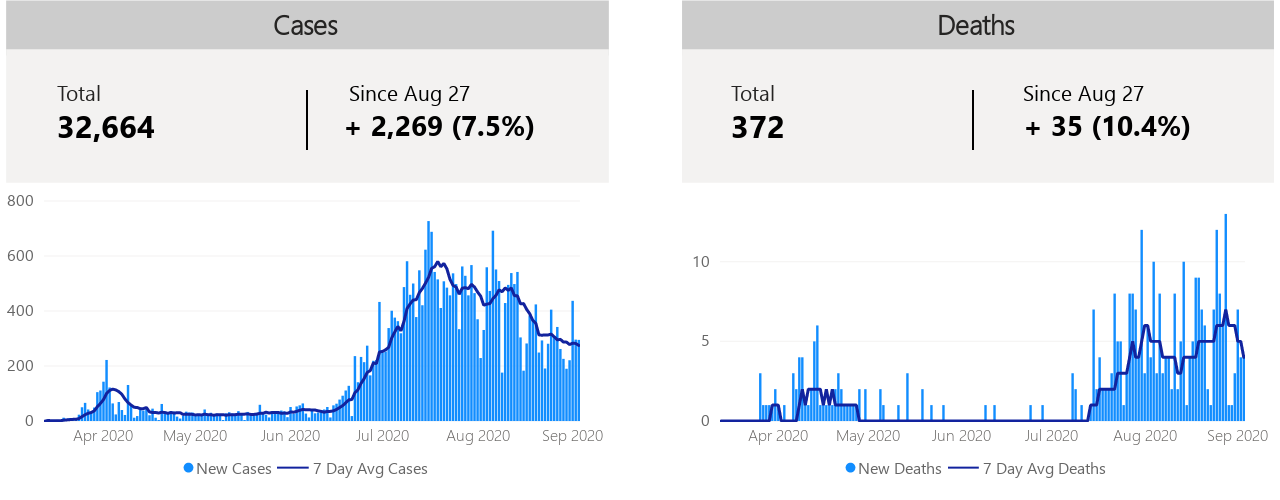 Cases
Total
32,664
Since Aug 27
+ 2,269 (7.5%)
800
600
400
200
0
Apr 2020 May 2020 Jun 2020 Jul 2020 Aug 2020 Sep 2020
New Cases 7 Day Avg Cases
Deaths
Total
372
Since Aug 27
+ 35 (10.4%)
10
5
0
Apr 2020 May 2020 Jun 2020 Jul 2020 Aug 2020 Sep 2020
New Deaths 7 Day Avg Deaths